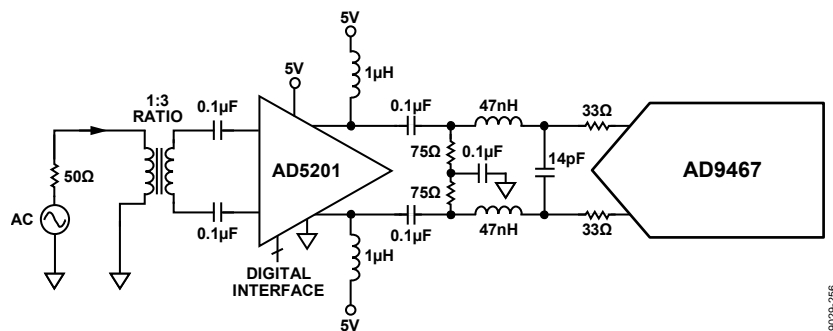 5V
5V
1µH
1:3
RATIO
0.1µF
0.1µF
47nH
33Ω
75Ω
0.1µF
14pF
50Ω
AD5201
AD9467
75Ω
AC
0.1µF
0.1µF
47nH
33Ω
1µH
DIGITAL
INTERFACE
5V
9029-256